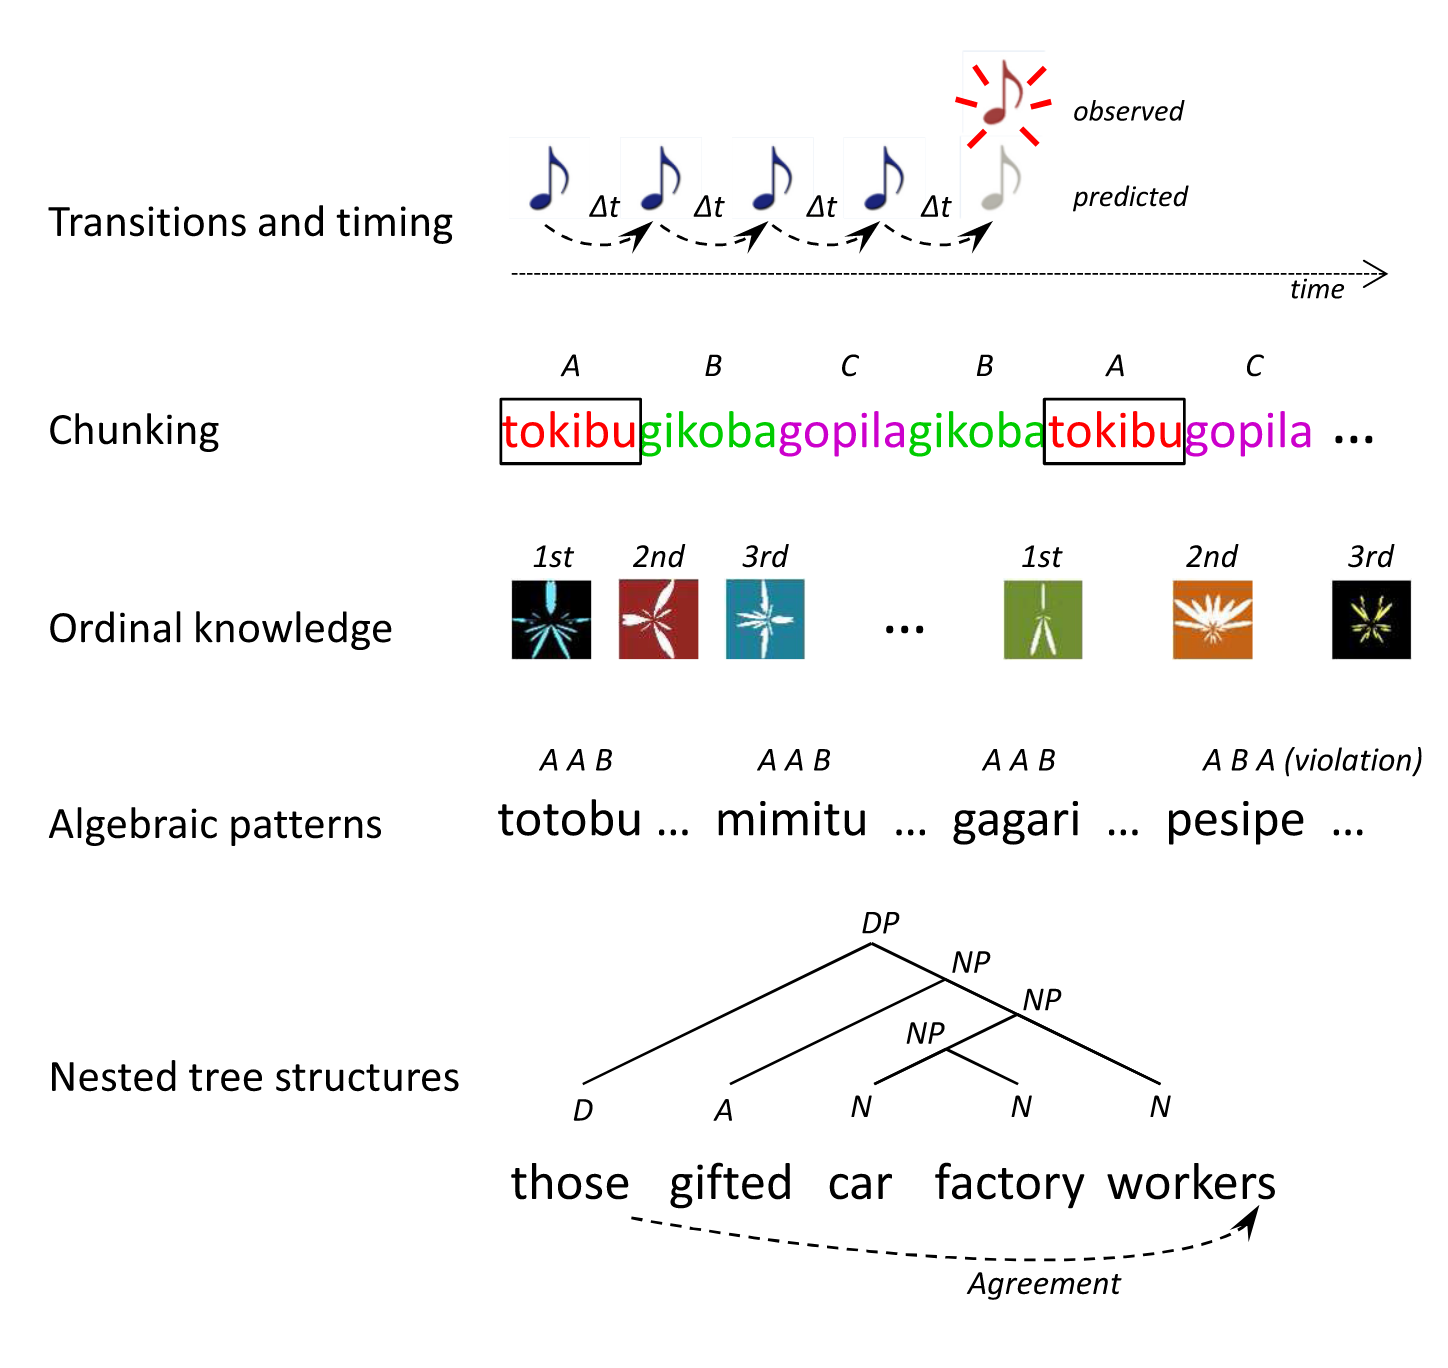 observed
predicted
Transitions and timing
Δt Δt Δt Δt
time
A B C B A C
Chunking
tokibugikobagopilagikobatokibugopila ...
1st 2nd 3rd 1st 2nd 3rd
Ordinal knowledge
...
A A B A A B A A B A B A (violation)
Algebraic patterns
totobu ... mimitu ... gagari ... pesipe ...
DP
NP
NP
NP
Nested tree structures
D A N N N
those gifted car factory workers
Agreement